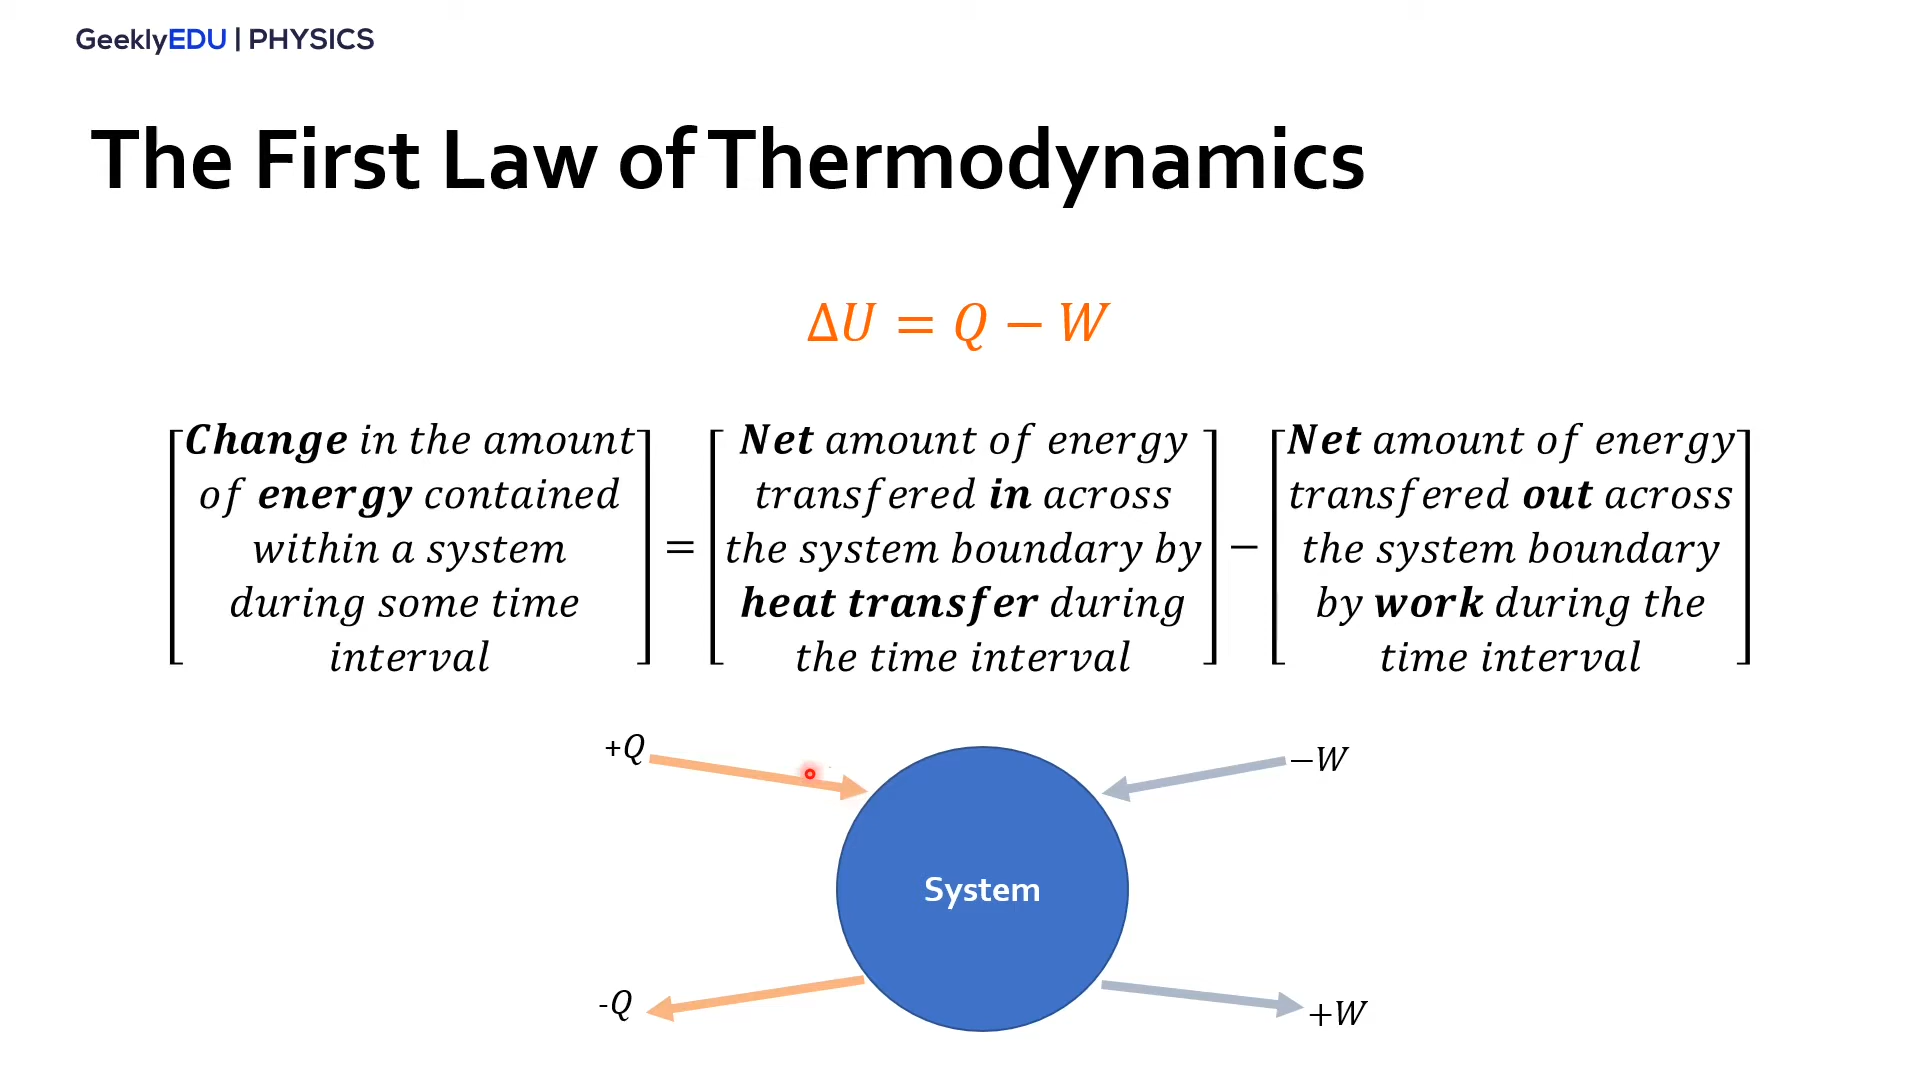 GeeklyEDU | PHYSICS
The First Law of Thermodynamics
ΔU = Q − W
Change in the amount
of energy contained
within a system
during some time
interval
=
Net amount of energy
transfered in across
the system boundary by
heat transfer during
the time interval
−
Net amount of energy
transfered out across
the system boundary
by work during the
time interval
+Q
−W
System
-Q
+W